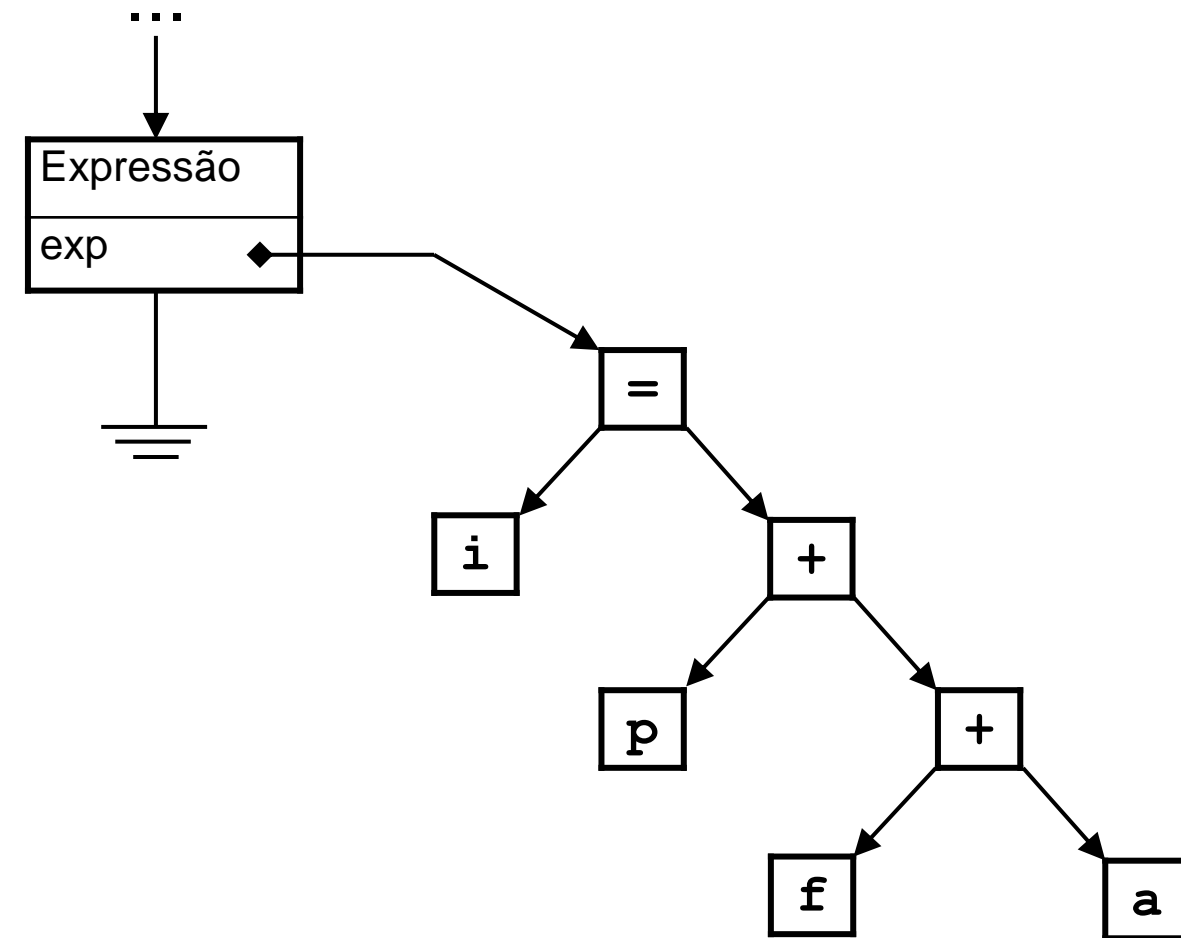 ...
Expressão
exp
=
i
+
p
+
f
a